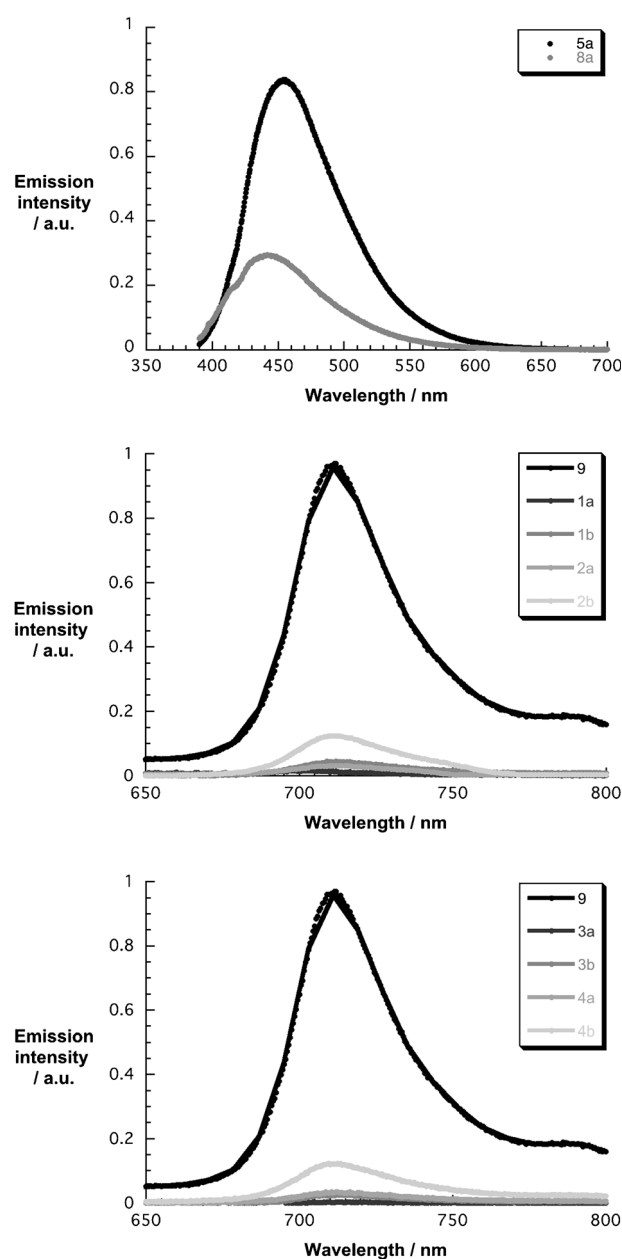 1
0.8
0.6
0.4
0.2
0
Emission
intensity
/ a.u.
5a
8a
350 400 450 500 550 600 650 700
Wavelength / nm
1
0.8
0.6
0.4
0.2
0
Emission
intensity
/ a.u.
9
1a
1b
2a
2b
650 700 750 800
Wavelength / nm
1
0.8
0.6
0.4
0.2
0
Emission
intensity
/ a.u.
9
3a
3b
4a
4b
650 700 750 800
Wavelength / nm